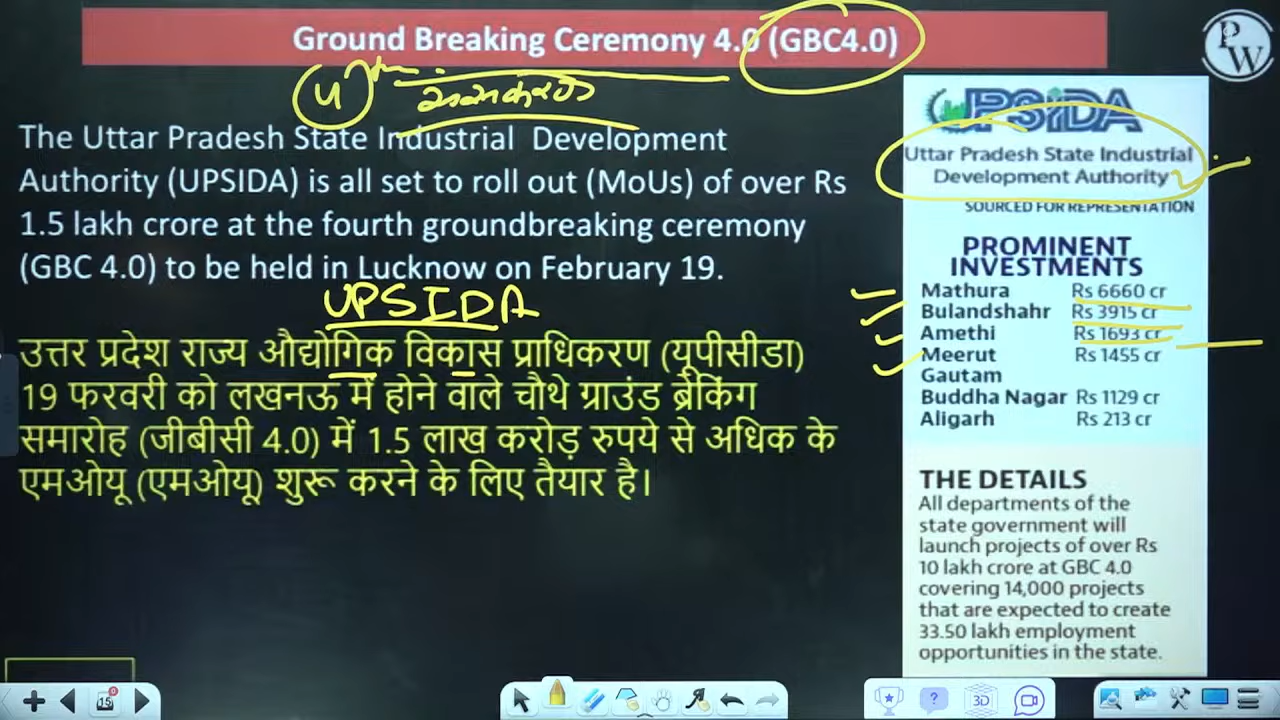 Ground Breaking Ceremony 4.0 (GBC4.0)
PW
The Uttar Pradesh State Industrial Development
Authority (UPSIDA) is all set to roll out (MoUs) of over Rs
1.5 lakh crore at the fourth groundbreaking ceremony
(GBC 4.0) to be held in Lucknow on February 19.
UPSIDA
उत्तर प्रदेश राज्य औद्योगिक विकास प्राधिकरण (यूपीसीडा)
19 फरवरी को लखनऊ में होने वाले चौथे ग्राउंड ब्रेकिंग
समारोह (जीबीसी 4.0) में 1.5 लाख करोड़ रुपये से अधिक के
एमओयू (एमओयू) शुरू करने के लिए तैयार है।
UPSIDA
Uttar Pradesh State Industrial
Development Authority
SOURCED FOR REPRESENTATION
PROMINENT
INVESTMENTS
Mathura Rs 6660 cr
Bulandshahr Rs 3915 cr
Amethi Rs 1693 cr
Meerut Rs 1455 cr
Gautam
Buddha Nagar Rs 1129 cr
Aligarh Rs 213 cr
THE DETAILS
All departments of the
state government will
launch projects of over Rs
10 lakh crore at GBC 4.0
covering 14,000 projects
that are expected to create
33.50 lakh employment
opportunities in the state.
15
3D